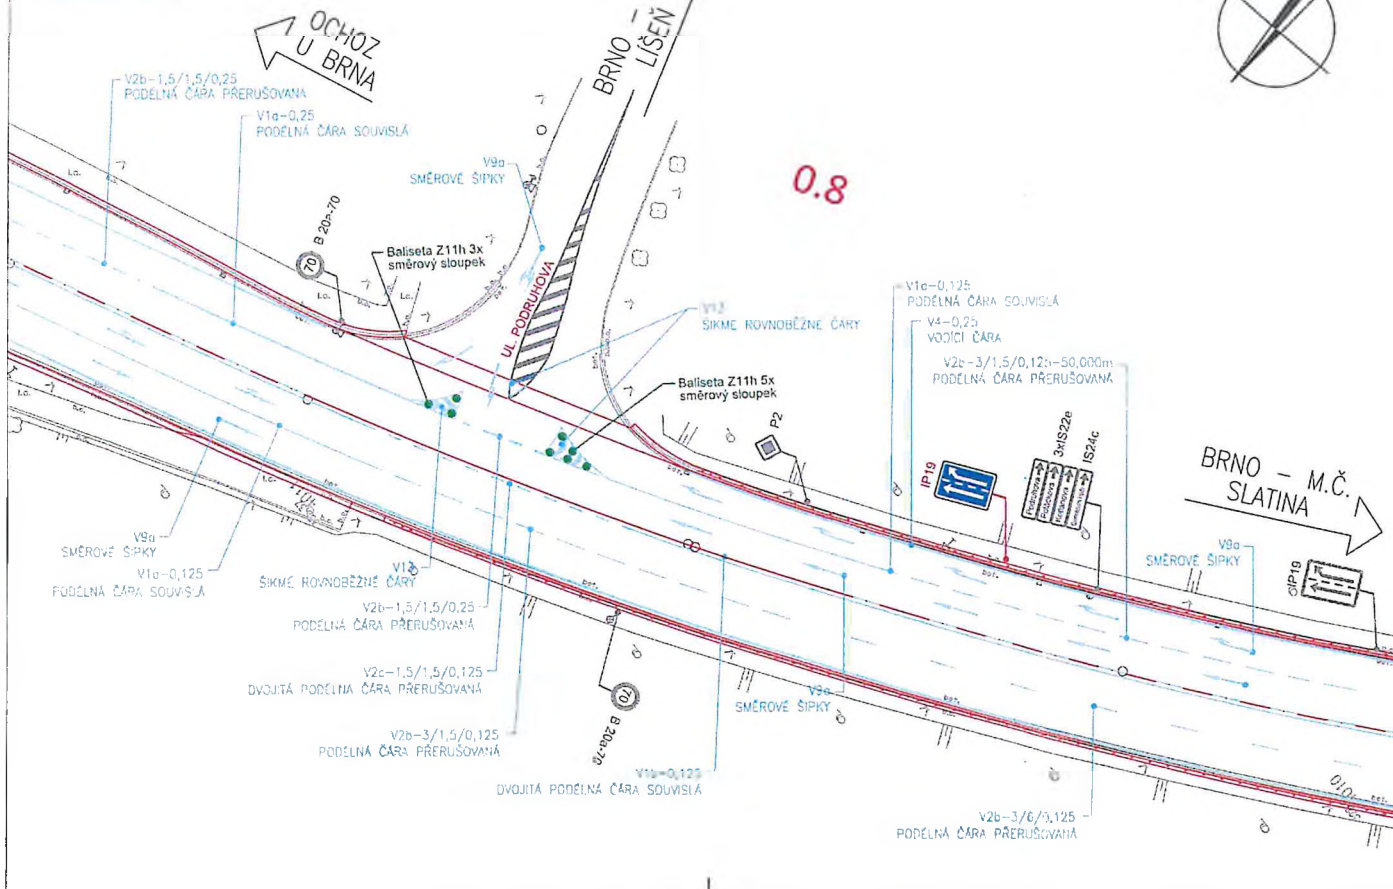 OCHOZ
U BRNA
BRNO -
LÍŠEŇ
V2b-1,5/1,5/0,25
PODÉLNÁ ČÁRA PŘERUŠOVANÁ
V1a-0,25
PODÉLNÁ ČÁRA SOUVISLÁ
V9a
SMĚROVÉ ŠIPKY
0.8
B 20a-70
70
Baliseta Z11h 3x
směrový sloupek
UL. PODRUHOVA
V13
ŠIKMÉ ROVNOBĚŽNÉ ČÁRY
V1a-0,125
PODÉLNÁ ČÁRA SOUVISLÁ
V4-0,25
VODÍCÍ ČÁRA
V2b-3/1,5/0,125-50,000m
PODÉLNÁ ČÁRA PŘERUŠOVANÁ
Baliseta Z11h 5x
směrový sloupek
P2
IP19
3xIS22e
IS24c
BRNO - M.Č.
SLATINA
V9a
SMĚROVÉ ŠIPKY
IP19
V9a
SMĚROVÉ ŠIPKY
V1a-0,125
PODÉLNÁ ČÁRA SOUVISLÁ
V13
ŠIKMÉ ROVNOBĚŽNÉ ČÁRY
V2b-1,5/1,5/0,25
PODÉLNÁ ČÁRA PŘERUŠOVANÁ
V2c-1,5/1,5/0,125
DVOJITÁ PODÉLNÁ ČÁRA PŘERUŠOVANÁ
70
B 20a-70
V9a
SMĚROVÉ ŠIPKY
V2b-3/1,5/0,125
PODÉLNÁ ČÁRA PŘERUŠOVANÁ
V1b-0,125
DVOJITÁ PODÉLNÁ ČÁRA SOUVISLÁ
V2b-3/6/0,125
PODÉLNÁ ČÁRA PŘERUŠOVANÁ